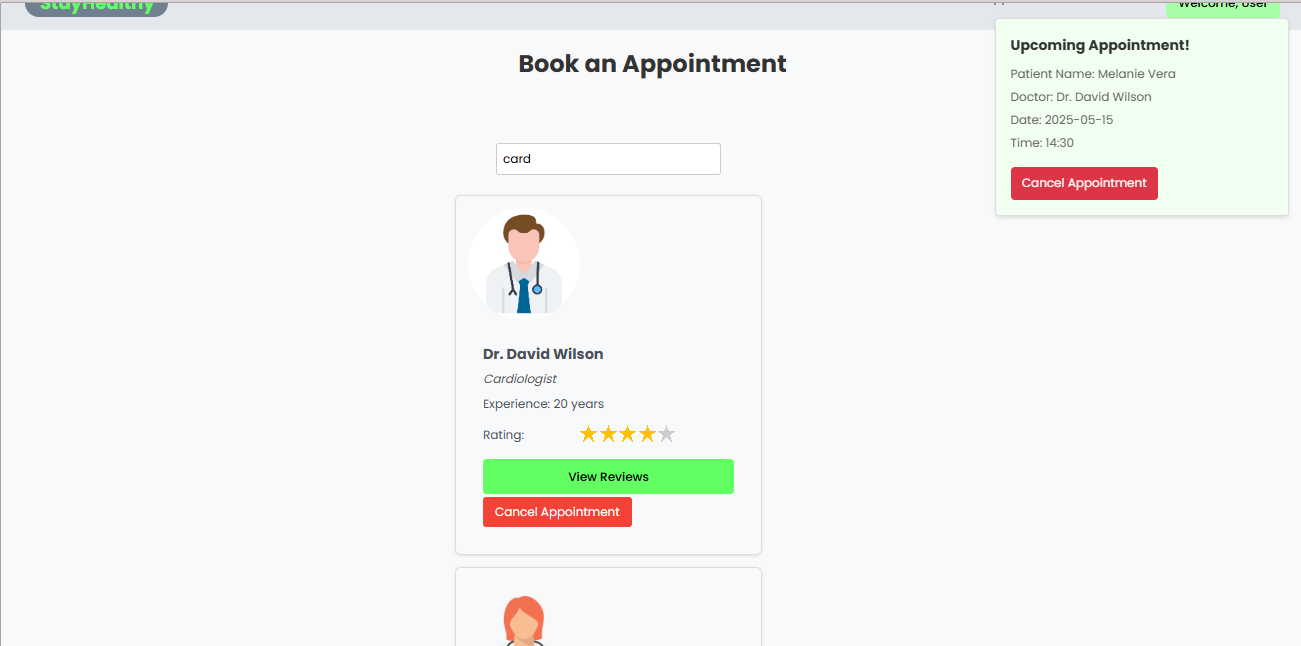 StayHealthy
Welcome, User
Book an Appointment
Upcoming Appointment!
Patient Name: Melanie Vera
Doctor: Dr. David Wilson
Date: 2025-05-15
Time: 14:30
Cancel Appointment
card
Dr. David Wilson
Cardiologist
Experience: 20 years
Rating:
View Reviews
Cancel Appointment